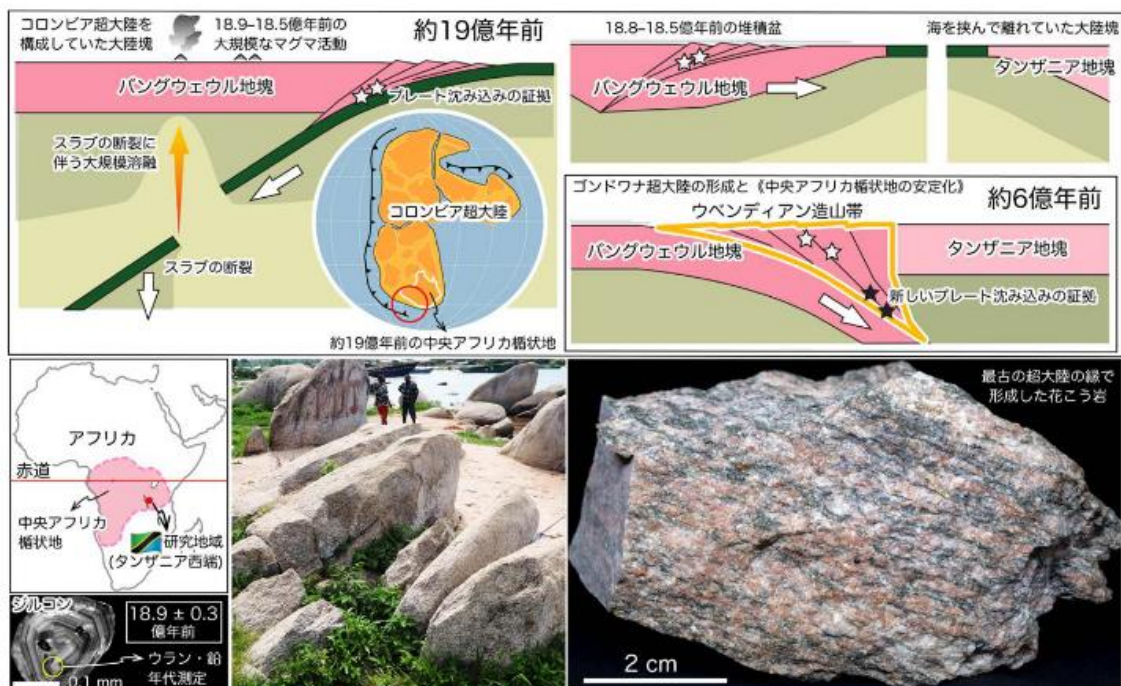 コロンビア超大陸を
構成していた大陸塊
18.9–18.5億年前の
大規模なマグマ活動
約19億年前
バングウェウル地塊
プレート沈み込みの証拠
スラブの断裂に
伴う大規模溶融
コロンビア超大陸
スラブの断裂
約19億年前の中央アフリカ楯状地
18.8–18.5億年前の堆積盆
海を挟んで離れていた大陸塊
バングウェウル地塊
タンザニア地塊
ゴンドワナ超大陸の形成と《中央アフリカ楯状地の安定化》
約6億年前
ウベンディアン造山帯
バングウェウル地塊
タンザニア地塊
新しいプレート沈み込みの証拠
アフリカ
赤道
中央アフリカ
楯状地
研究地域
(タンザニア西端)
ジルコン
18.9 ± 0.3
億年前
ウラン・鉛
年代測定
0.1 mm
最古の超大陸の縁で
形成した花こう岩
2 cm